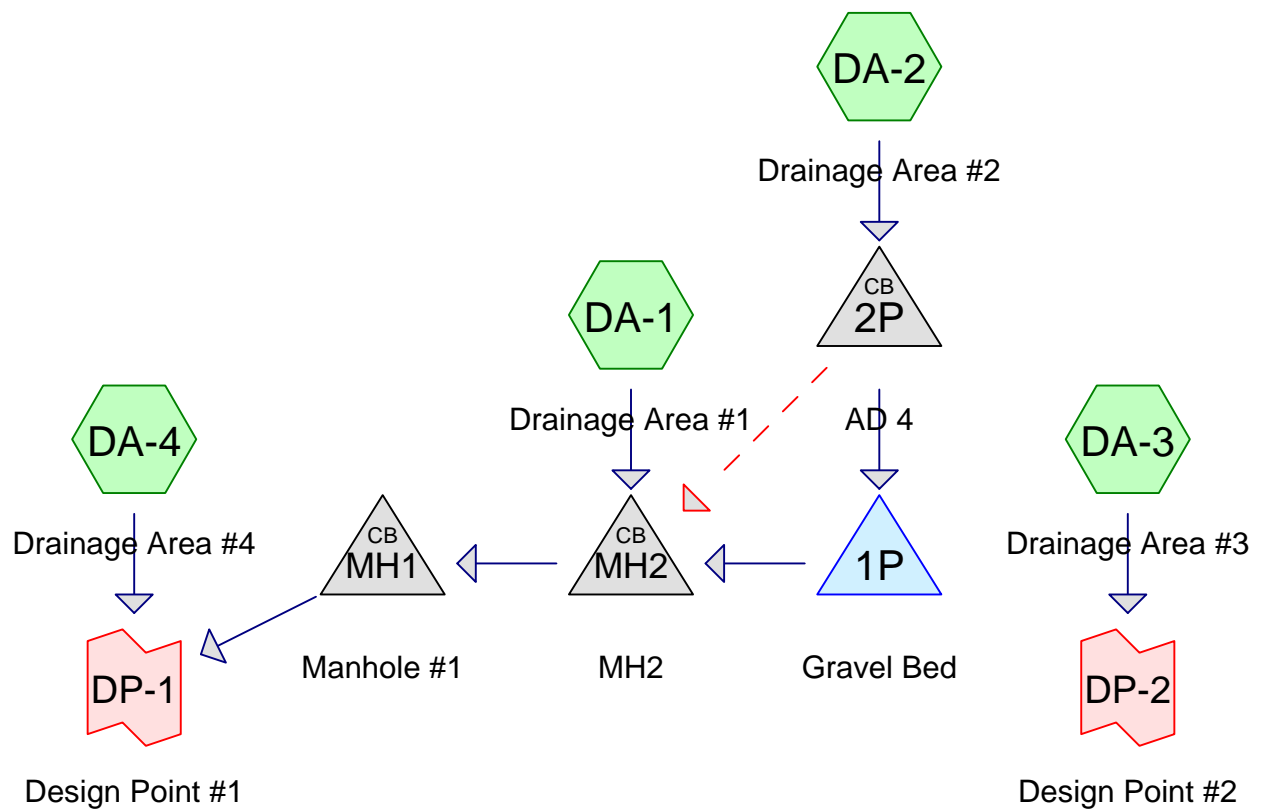 DA-2
Drainage Area #2
CB
2P
DA-1
Drainage Area #1
AD 4
DA-4
Drainage Area #4
DA-3
Drainage Area #3
CB
MH1
CB
MH2
1P
Manhole #1
MH2
Gravel Bed
DP-1
DP-2
Design Point #1
Design Point #2